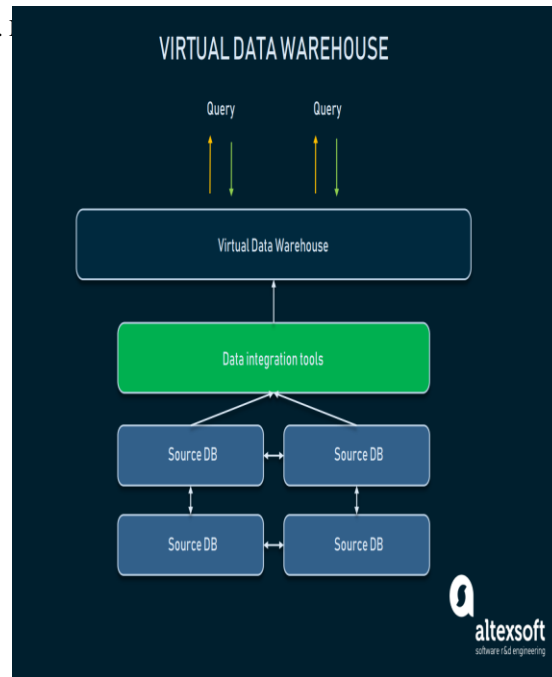 VIRTUAL DATA WAREHOUSE
Query Query
Virtual Data Warehouse
Data integration tools
Source DB Source DB
Source DB Source DB
altexsoft
software r&d engineering